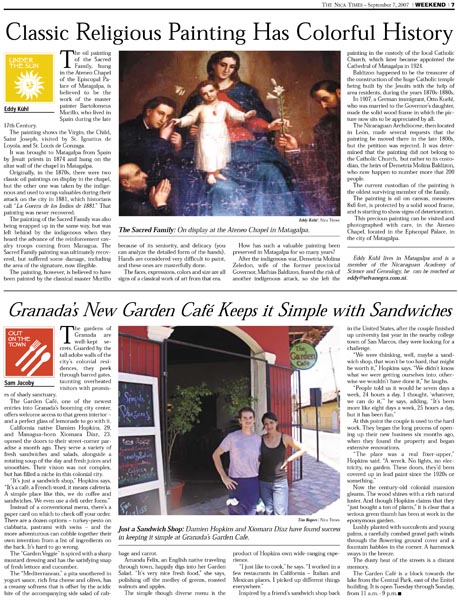 THE NICA TIMES - September 7, 2007 | WEEKEND | 7
Classic Religious Painting Has Colorful History
UNDER
THE SUN
Eddy Kühl
The oil painting
of the Sacred
Family, hung
in the Ateneo Chapel
of the Episcopal Pa-
lace of Matagalpa, is
believed to be the
work of the master
painter Bartholomeus
Murillo, who lived in
Spain during the late
17th Century.
The painting shows the Virgin, the Child,
Saint Joseph, visited by St. Ignatius de
Loyola, and St. Louis de Gonzaga.
It was brought to Matagalpa from Spain
by Jesuit priests in 1874 and hung on the
altar wall of the chapel in Matagalpa.
Originally, in the 1870s, there were two
classic oil paintings on display in the chapel,
but the other one was taken by the indige-
nous and used to wrap valuables during their
attack on the city in 1881, which historians
call "La Guerra de los Indios de 1881." That
painting was never recovered.
The painting of the Sacred Family was also
being wrapped up in the same way, but was
left behind by the indigenous when they
heard the advance of the reinforcement cav-
alry troops coming from Managua. The
Sacred Family painting was ultimately recov-
ered, but suffered some damage, including
the area of the signature, now illegible.
The painting, however, is believed to have
been painted by the classical master Murillo
Eddy Kühl | Nica Times
The Sacred Family: On display at the Ateneo Chapel in Matagalpa.
because of its serenity, and delicacy (you
can analyze the detailed form of the hands).
Hands are considered very difficult to paint,
and these ones are masterfully done.
The faces, expressions, colors and size are all
signs of a classical work of art from that era.
How has such a valuable painting been
preserved in Matagalpa for so many years?
After the indigenous war, Demetria Molina
Zeledon, wife of the former provincial
Governor, Mathias Baldizon, feared the risk of
another indigenous attack, so she left the
painting in the custody of the local Catholic
Church, which later became appointed the
Cathedral of Matagalpa in 1924.
Baldizon happened to be the treasurer of
the construction of the huge Catholic temple
being built by the Jesuits with the help of
area residents, during the years 1870s-1880s.
In 1907, a German immigrant, Otto Kuehl,
who was married to the Governor's daughter,
made the solid wood frame in which the pic-
ture now sits to be appreciated by all.
The Nicaraguan Archdiocese, then located in
León, made several requests that the
painting be moved there in the late 1800s,
but the petition was rejected. It was deter-
mined that the painting did not belong to
the Catholic Church, but rather to its custo-
dian, the heirs of Demetria Molina Baldizon,
who now happen to number more that 200
people.
The current custodian of the painting is
the oldest surviving member of the family.
The painting is oil on canvas, measures
8x6 feet, is protected by a solid wood frame,
and is starting to show signs of deterioration.
This precious painting can be visited and
photographed with care, in the Ateneo
Chapel, located in the Episcopal Palace, in
the city of Matagalpa.
Eddy Kühl lives in Matagalpa and is a
member of the Nicaraguan Academy of
Science and Genealogy; he can be reached at
eddy@selvanegra.com.ni.
Granada's New Garden Café Keeps it Simple with Sandwiches
OUT
ON THE
TOWN
Sam Jacoby
The gardens of
Granada are
well-kept se-
crets. Guarded by the
tall adobe walls of the
city's colonial resi-
dences, they peek
through barred gates,
taunting overheated
visitors with promis-
es of shady sanctuary.
The Garden Café, one of the newest
entries into Granada's booming city center,
offers welcome access to that green interior –
and a perfect glass of lemonade to go with it.
California native Damien Hopkins, 29,
and Managua-born Xiomara Diaz, 23,
opened the doors to their street-corner par-
adise a month ago. They serve a variety of
fresh sandwiches and salads, alongside a
rotating soup of the day and fresh juices and
smoothies. Their vision was not complex,
but has filled a niche in this colonial city.
"It's just a sandwich shop," Hopkins says.
"It's a café, a French word, it means cafeteria.
A simple place like this, we do coffee and
sandwiches. We even use a deli order form."
Instead of a conventional menu, there's a
paper card on which to check off your order.
There are a dozen options – turkey-pesto on
ciabbatta, pastrami with swiss – and the
more adventurous can cobble together their
own invention from a list of ingredients on
the back. It's hard to go wrong.
The "Garden Veggie" is spiced with a sharp
mustard dressing and has the satisfying snap
of fresh lettuce and cucumber.
The "Mediterranean," a pita smothered in
yogurt sauce, rich feta cheese and olives, has
a creamy softness that is offset by the acidic
bite of the accompanying side salad of cab-
Tim Rogers | Nica Times
Just a Sandwich Shop: Damien Hopkins and Xiomara Diaz have found success
in keeping it simple at Granada's Garden Cafe.
bage and carrot.
Amanda Felix, an English native traveling
through town, happily digs into her Garden
Salad. "It's very nice fresh food," she says,
polishing off the medley of greens, roasted
walnuts and apples.
The simple though diverse menu is the
product of Hopkins own wide ranging expe-
rience.
"I just like to cook," he says. "I worked in a
few restaurants in California – Italian and
Mexican places. I picked up different things
everywhere."
Inspired by a friend's sandwich shop back
in the United States, after the couple finished
up university last year in the nearby college
town of San Marcos, they were looking for a
challenge.
"We were thinking, well, maybe a sand-
wich shop, that won't be too hard, that might
be worth it," Hopkins says. "We didn't know
what we were getting ourselves into, other-
wise we wouldn't have done it," he laughs.
"People told us it would be seven days a
week, 24 hours a day. I thought, 'whatever,
we can do it,'" he says, adding, "It's been
more like eight days a week, 25 hours a day,
but it has been fun."
At this point the couple is used to the hard
work. They began the long process of open-
ing up their new business six months ago,
when they found the property and began
extensive renovations.
"The place was a real fixer-upper,"
Hopkins said. "A wreck. No lights, no elec-
tricity, no garden. These doors, they'd been
covered up in lead paint since the 1920s or
something."
Now the century-old colonial mansion
gleams. The wood shines with a rich natural
luster. And though Hopkins claims that they
"just bought a ton of plants," it is clear that a
serious green thumb has been at work in the
eponymous garden.
Lushly planted with succulents and young
palms, a carefully combed gravel path winds
through the flowering ground cover and a
fountain babbles in the corner. A hammock
sways in the breeze.
The dusty heat of the streets is a distant
memory.
The Garden Café is a block towards the
lake from the Central Park, east of the Enitel
building. It is open Tuesday through Sunday,
from 11 a.m. - 9 p.m.